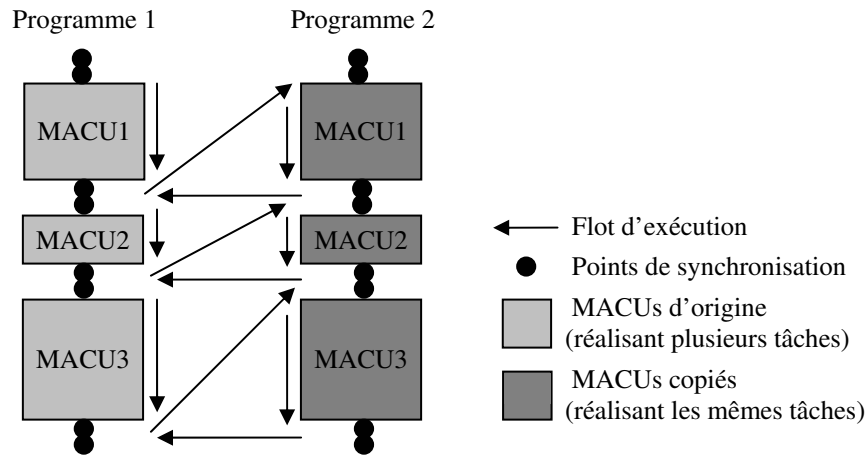 Programme 1
Programme 2
MACU1
MACU1
MACU2
MACU2
MACU3
MACU3
Flot d'exécution
Points de synchronisation
MACUs d'origine
(réalisant plusieurs tâches)
MACUs copiés
(réalisant les mêmes tâches)